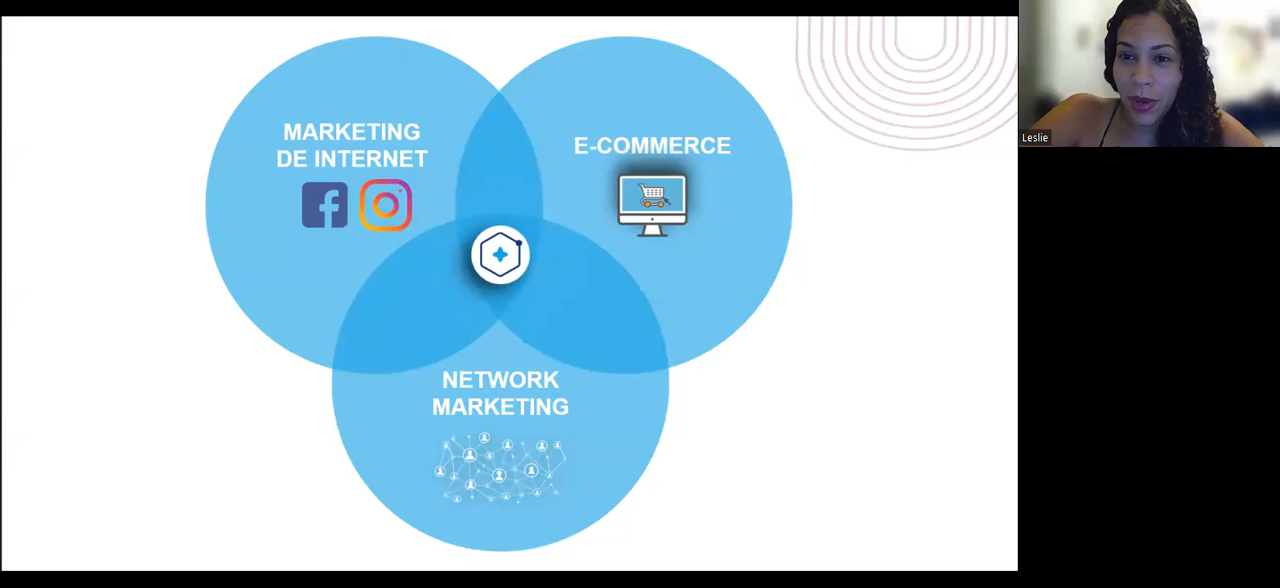 MARKETING
DE INTERNET
E-COMMERCE
NETWORK
MARKETING
Leslie